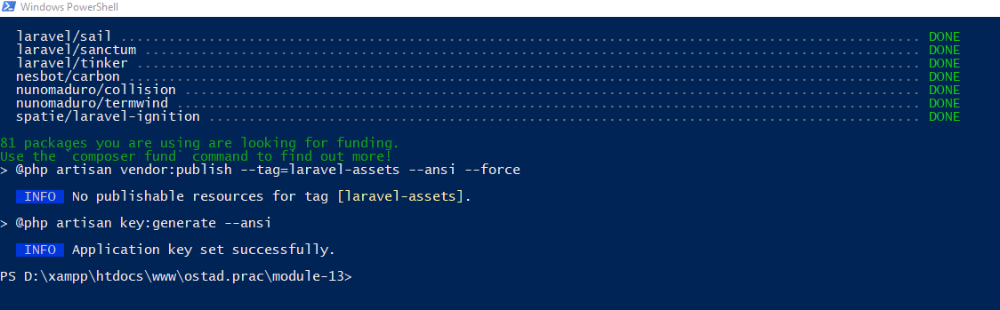 Windows PowerShell
laravel/sail ................................................................................................... DONE
laravel/sanctum ................................................................................................ DONE
laravel/tinker ................................................................................................. DONE
nesbot/carbon .................................................................................................. DONE
nunomaduro/collision ........................................................................................... DONE
nunomaduro/termwind ............................................................................................ DONE
spatie/laravel-ignition ........................................................................................ DONE
81 packages you are using are looking for funding.
Use the `composer fund` command to find out more!
> @php artisan vendor:publish --tag=laravel-assets --ansi --force
INFO No publishable resources for tag [laravel-assets].
> @php artisan key:generate --ansi
INFO Application key set successfully.
PS D:\xampp\htdocs\www\ostad.prac\module-13>